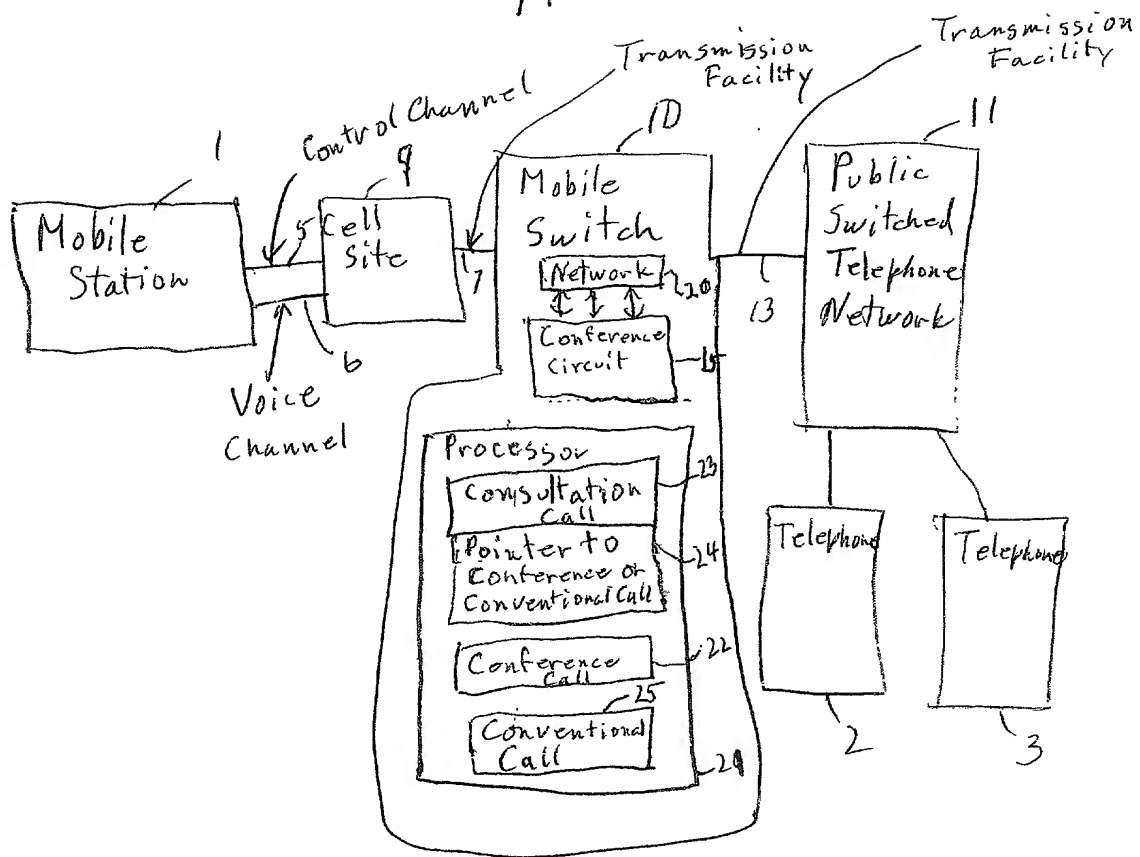 Transmission
Facility
Transmission
Facility
Control Channel
1
Mobile
Station
5
6
Voice
Channel
9
Cell
Site
7
10
Mobile
Switch
Network
20
Conference
Circuit
15
13
11
Public
Switched
Telephone
Network
Processor
Consultation
Call
23
Pointer to
Conference or
Conventional Call
24
Conference
Call
22
25
Conventional
Call
21
Telephone
2
Telephone
3